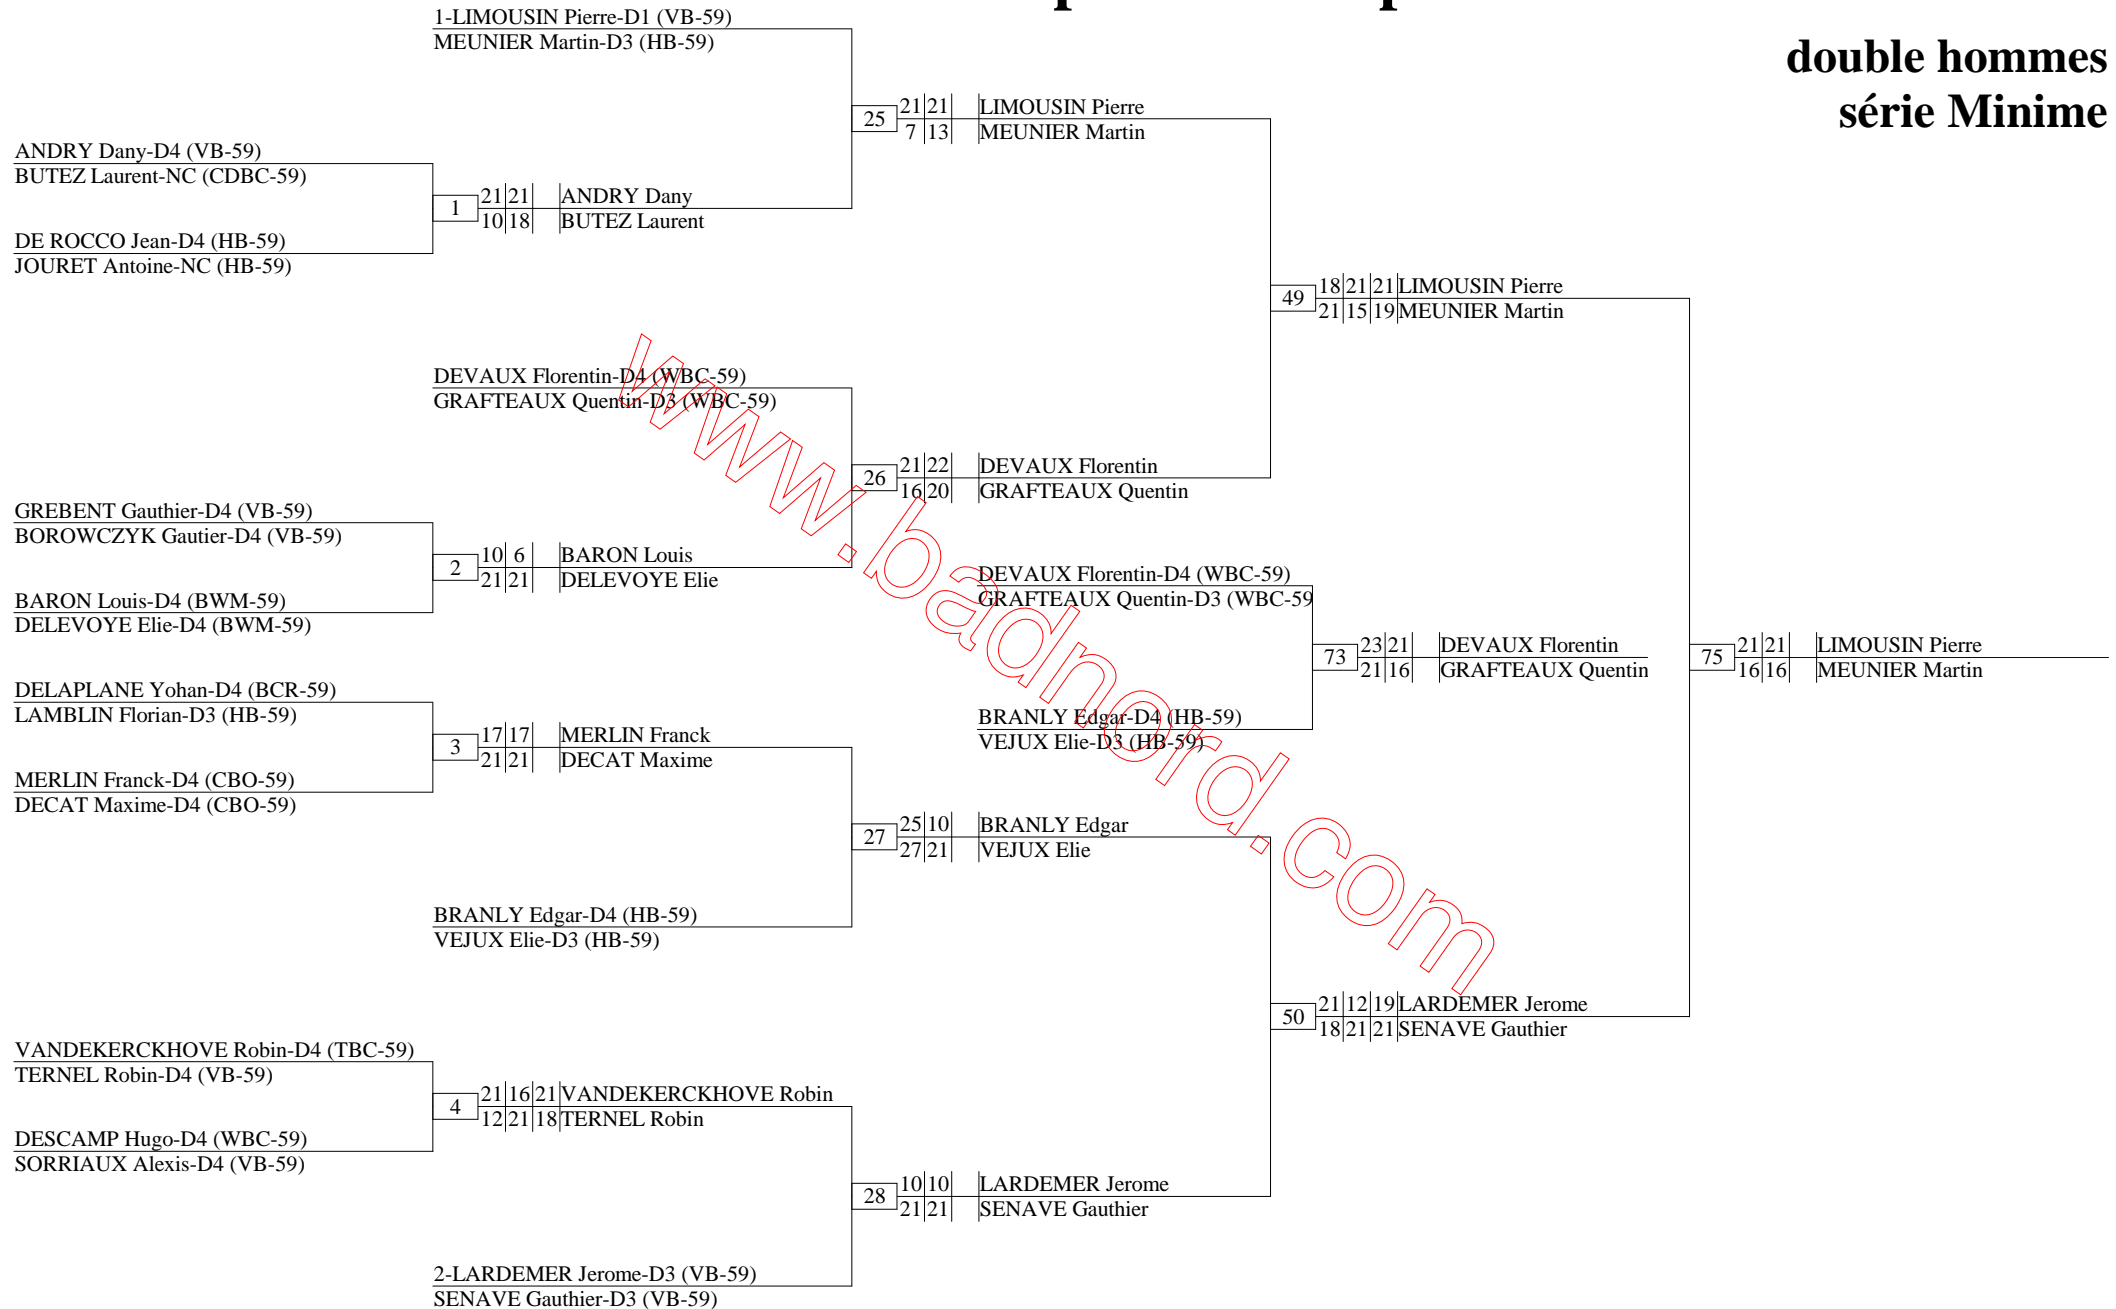 double hommes
série Minime
1-LIMOUSIN Pierre-D1 (VB-59)
MEUNIER Martin-D3 (HB-59)
25 21 21 LIMOUSIN Pierre
7 13 MEUNIER Martin
ANDRY Dany-D4 (VB-59)
BUTEZ Laurent-NC (CDBC-59)
1 21 21 ANDRY Dany
10 18 BUTEZ Laurent
DE ROCCO Jean-D4 (HB-59)
JOURET Antoine-NC (HB-59)
49 18 21 21 LIMOUSIN Pierre
21 15 19 MEUNIER Martin
DEVAUX Florentin-D4 (WBC-59)
GRAFTEAUX Quentin-D3 (WBC-59)
26 21 22 DEVAUX Florentin
16 20 GRAFTEAUX Quentin
GREBENT Gauthier-D4 (VB-59)
BOROWCZYK Gautier-D4 (VB-59)
2 10 6 BARON Louis
21 21 DELEVOYE Elie
BARON Louis-D4 (BWM-59)
DELEVOYE Elie-D4 (BWM-59)
DEVAUX Florentin-D4 (WBC-59)
GRAFTEAUX Quentin-D3 (WBC-59
73 23 21 DEVAUX Florentin
21 16 GRAFTEAUX Quentin
75 21 21 LIMOUSIN Pierre
16 16 MEUNIER Martin
DELAPLANE Yohan-D4 (BCR-59)
LAMBLIN Florian-D3 (HB-59)
3 17 17 MERLIN Franck
21 21 DECAT Maxime
BRANLY Edgar-D4 (HB-59)
VEJUX Elie-D3 (HB-59)
MERLIN Franck-D4 (CBO-59)
DECAT Maxime-D4 (CBO-59)
27 25 10 BRANLY Edgar
27 21 VEJUX Elie
BRANLY Edgar-D4 (HB-59)
VEJUX Elie-D3 (HB-59)
50 21 12 19 LARDEMER Jerome
18 21 21 SENAVE Gauthier
VANDEKERCKHOVE Robin-D4 (TBC-59)
TERNEL Robin-D4 (VB-59)
4 21 16 21 VANDEKERCKHOVE Robin
12 21 18 TERNEL Robin
DESCAMP Hugo-D4 (WBC-59)
SORRIAUX Alexis-D4 (VB-59)
28 10 10 LARDEMER Jerome
21 21 SENAVE Gauthier
2-LARDEMER Jerome-D3 (VB-59)
SENAVE Gauthier-D3 (VB-59)
www.badnord.com